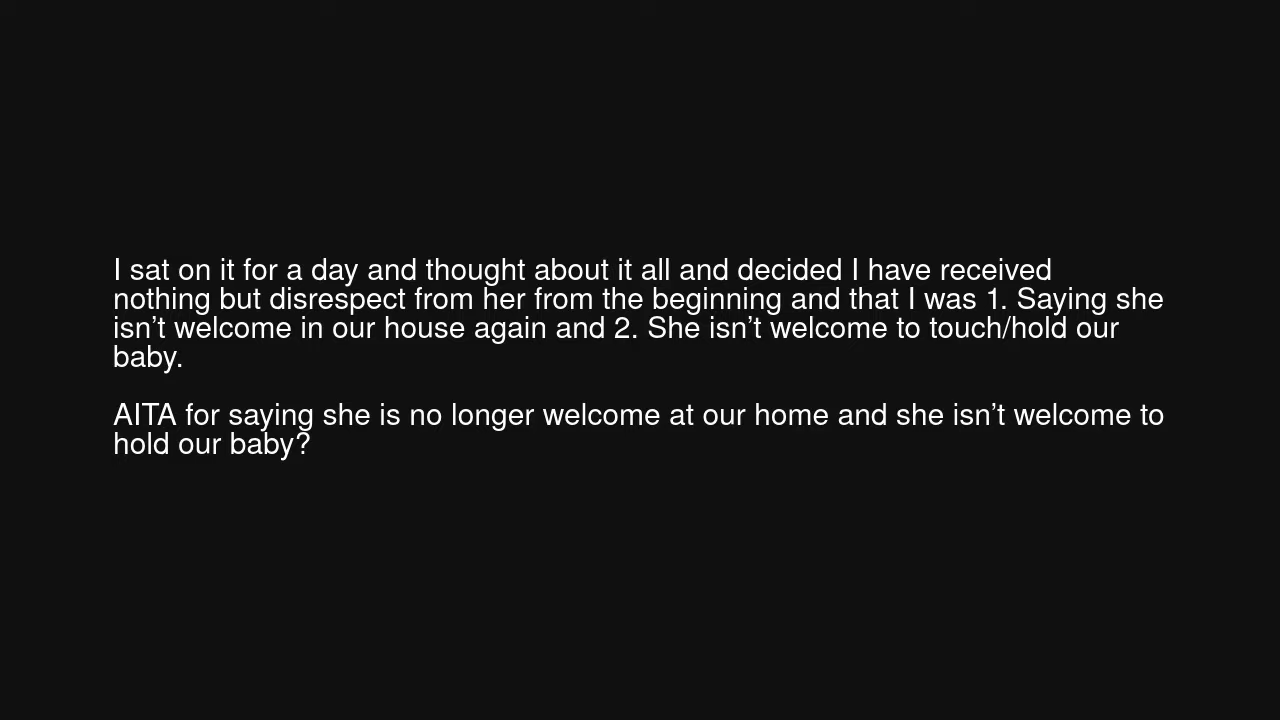 I sat on it for a day and thought about it all and decided I have received
nothing but disrespect from her from the beginning and that I was 1. Saying she
isn’t welcome in our house again and 2. She isn’t welcome to touch/hold our
baby.
AITA for saying she is no longer welcome at our home and she isn’t welcome to
hold our baby?